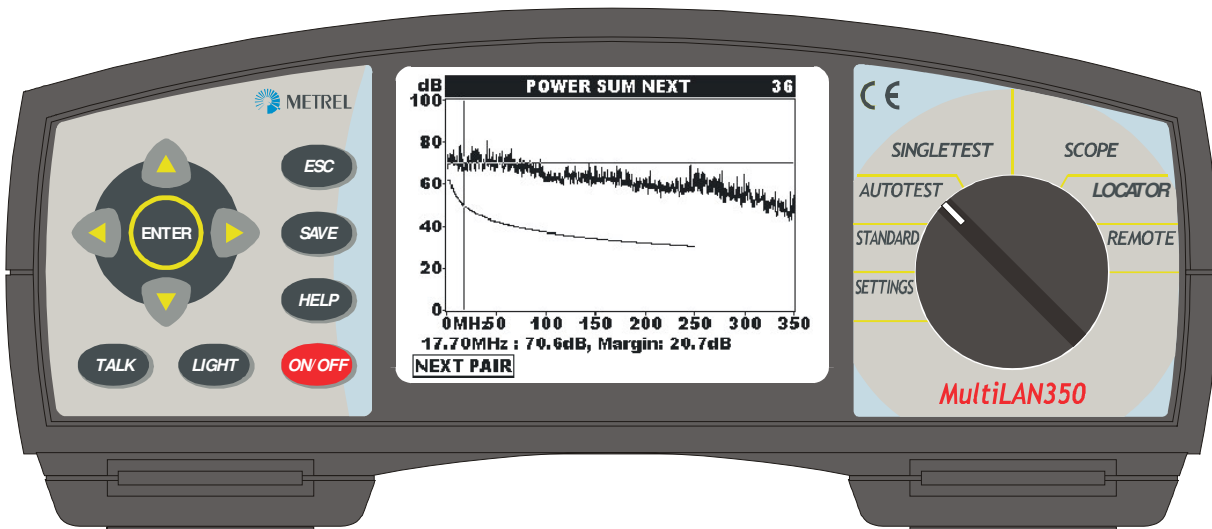 METREL
ESC
SAVE
HELP
ENTER
TALK
LIGHT
ON/OFF
dB POWER SUM NEXT 36
100
80
60
40
20
0
0MHz50 100 150 200 250 300 350
17.70MHz : 70.6dB, Margin: 20.7dB
NEXT PAIR
CE
SINGLETEST
SCOPE
AUTOTEST
LOCATOR
STANDARD
REMOTE
SETTINGS
MultiLAN350